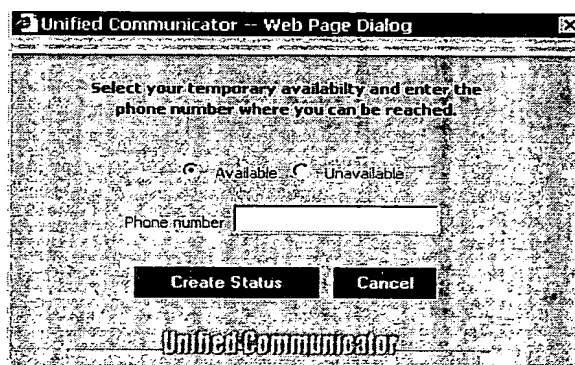 Unified Communicator -- Web Page Dialog
Select your temporary availabilty and enter the
phone number where you can be reached.
Available Unavailable
Phone number
Create Status Cancel
Unified Communicator